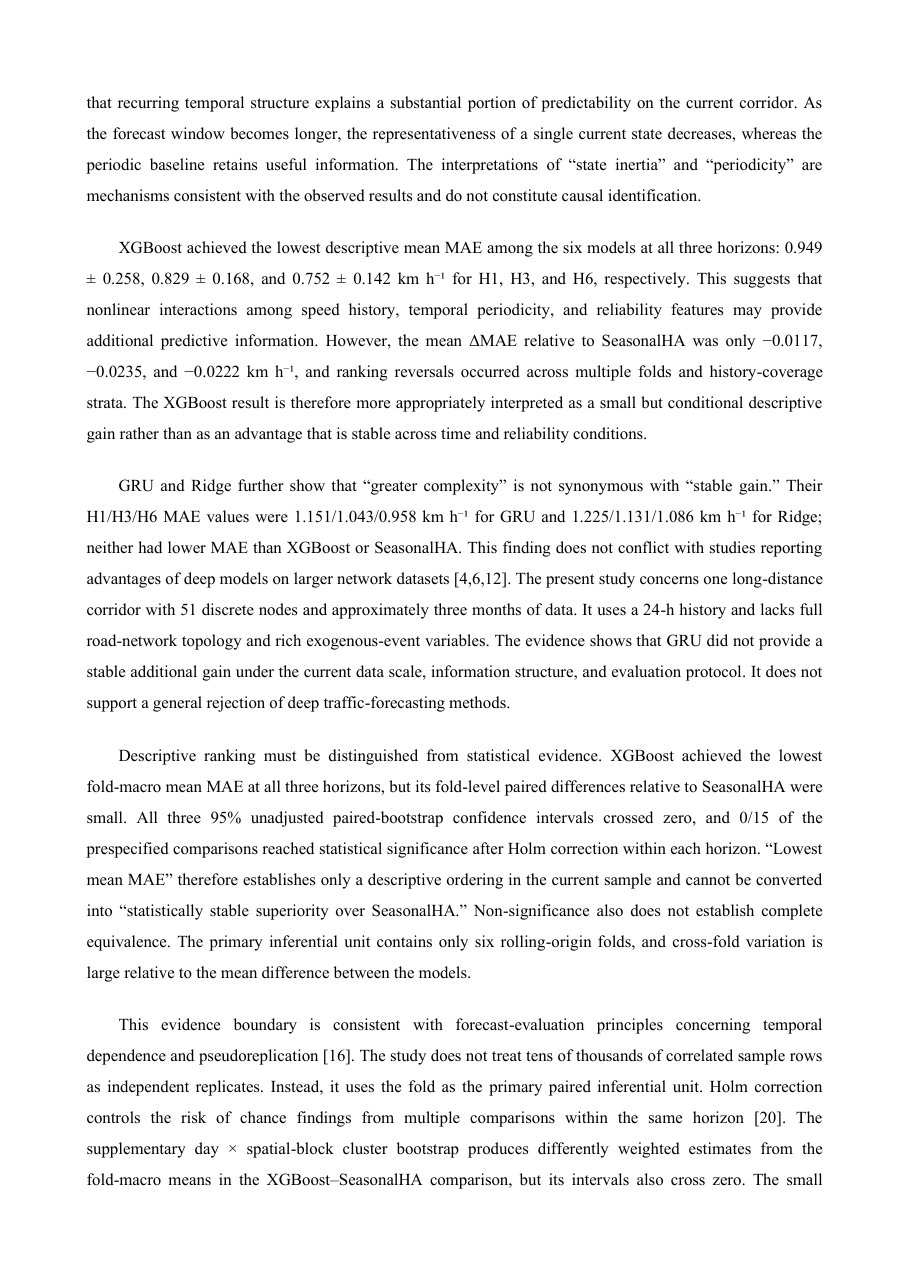 that recurring temporal structure explains a substantial portion of predictability on the current corridor. As
the forecast window becomes longer, the representativeness of a single current state decreases, whereas the
periodic baseline retains useful information. The interpretations of “state inertia” and “periodicity” are
mechanisms consistent with the observed results and do not constitute causal identification.
XGBoost achieved the lowest descriptive mean MAE among the six models at all three horizons: 0.949
± 0.258, 0.829 ± 0.168, and 0.752 ± 0.142 km h⁻¹ for H1, H3, and H6, respectively. This suggests that
nonlinear interactions among speed history, temporal periodicity, and reliability features may provide
additional predictive information. However, the mean ΔMAE relative to SeasonalHA was only −0.0117,
−0.0235, and −0.0222 km h⁻¹, and ranking reversals occurred across multiple folds and history-coverage
strata. The XGBoost result is therefore more appropriately interpreted as a small but conditional descriptive
gain rather than as an advantage that is stable across time and reliability conditions.
GRU and Ridge further show that “greater complexity” is not synonymous with “stable gain.” Their
H1/H3/H6 MAE values were 1.151/1.043/0.958 km h⁻¹ for GRU and 1.225/1.131/1.086 km h⁻¹ for Ridge;
neither had lower MAE than XGBoost or SeasonalHA. This finding does not conflict with studies reporting
advantages of deep models on larger network datasets [4,6,12]. The present study concerns one long-distance
corridor with 51 discrete nodes and approximately three months of data. It uses a 24-h history and lacks full
road-network topology and rich exogenous-event variables. The evidence shows that GRU did not provide a
stable additional gain under the current data scale, information structure, and evaluation protocol. It does not
support a general rejection of deep traffic-forecasting methods.
Descriptive ranking must be distinguished from statistical evidence. XGBoost achieved the lowest
fold-macro mean MAE at all three horizons, but its fold-level paired differences relative to SeasonalHA were
small. All three 95% unadjusted paired-bootstrap confidence intervals crossed zero, and 0/15 of the
prespecified comparisons reached statistical significance after Holm correction within each horizon. “Lowest
mean MAE” therefore establishes only a descriptive ordering in the current sample and cannot be converted
into “statistically stable superiority over SeasonalHA.” Non-significance also does not establish complete
equivalence. The primary inferential unit contains only six rolling-origin folds, and cross-fold variation is
large relative to the mean difference between the models.
This evidence boundary is consistent with forecast-evaluation principles concerning temporal
dependence and pseudoreplication [16]. The study does not treat tens of thousands of correlated sample rows
as independent replicates. Instead, it uses the fold as the primary paired inferential unit. Holm correction
controls the risk of chance findings from multiple comparisons within the same horizon [20]. The
supplementary day × spatial-block cluster bootstrap produces differently weighted estimates from the
fold-macro means in the XGBoost–SeasonalHA comparison, but its intervals also cross zero. The small